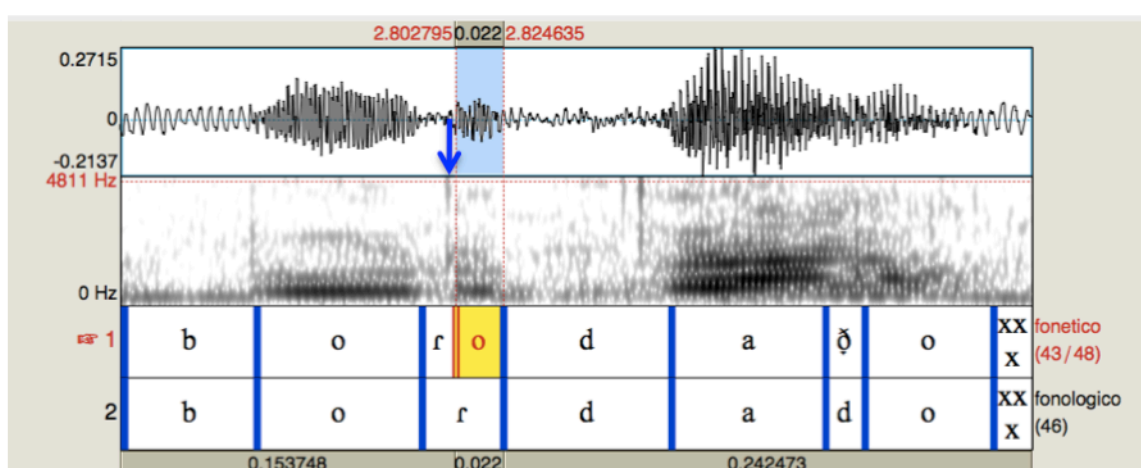 2.802795 0.022 2.824635
0.2715
0
-0.2137
4811 Hz
0 Hz
☞ 1 b o ɾ o d a ð̞ o xx x fonetico (43/48)
2 b o ɾ d a d o xx x fonologico (46)
0.153748 0.022 0.242473